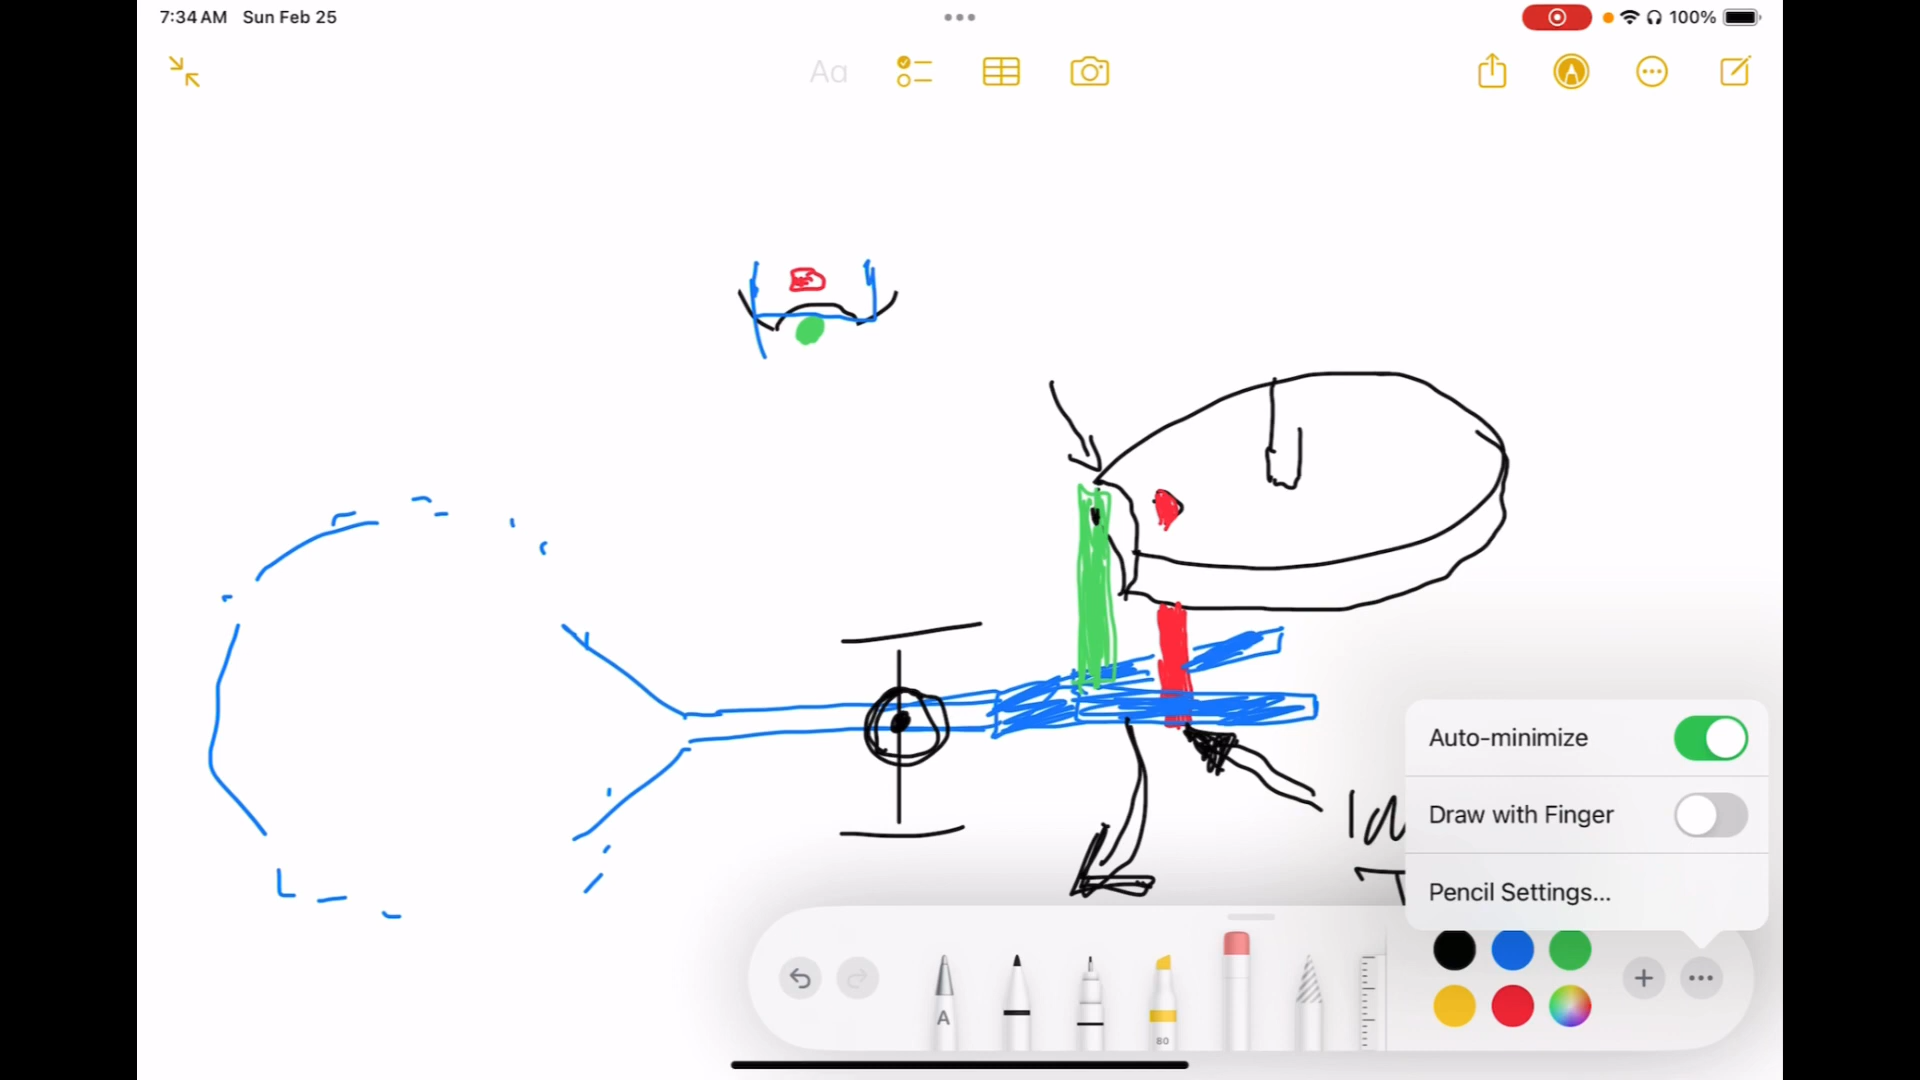 7:34 AM Sun Feb 25
100%
Aa
Auto-minimize
Draw with Finger
Pencil Settings...
A
80